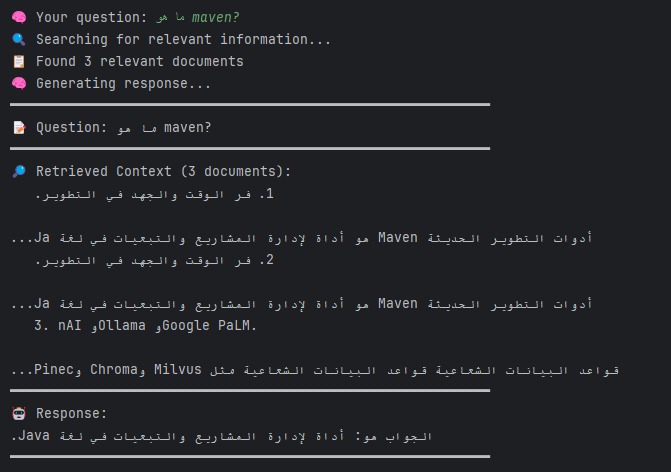 🧠 Your question: ما هو maven?
🔍 Searching for relevant information...
📋 Found 3 relevant documents
🧠 Generating response...
📝 Question: ما هو maven?
🔎 Retrieved Context (3 documents):
1. فر الوقت والجهد في التطوير.
أدوات التطوير الحديثة Maven هو أداة لإدارة المشاريع والتبعيات في لغة Ja...
2. فر الوقت والجهد في التطوير.
أدوات التطوير الحديثة Maven هو أداة لإدارة المشاريع والتبعيات في لغة Ja...
3. nAI وOllama وGoogle PaLM.
قواعد البيانات الشعاعية قواعد البيانات الشعاعية مثل Milvus وChroma وPinec...
🤖 Response:
الجواب هو: أداة لإدارة المشاريع والتبعيات في لغة Java.